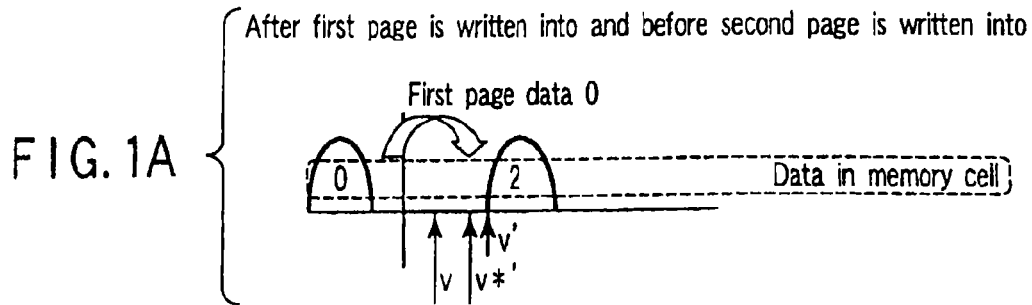 After first page is written into and before second page is written into
First page data 0
FIG. 1A
0
2
Data in memory cell
v
v*'
v'